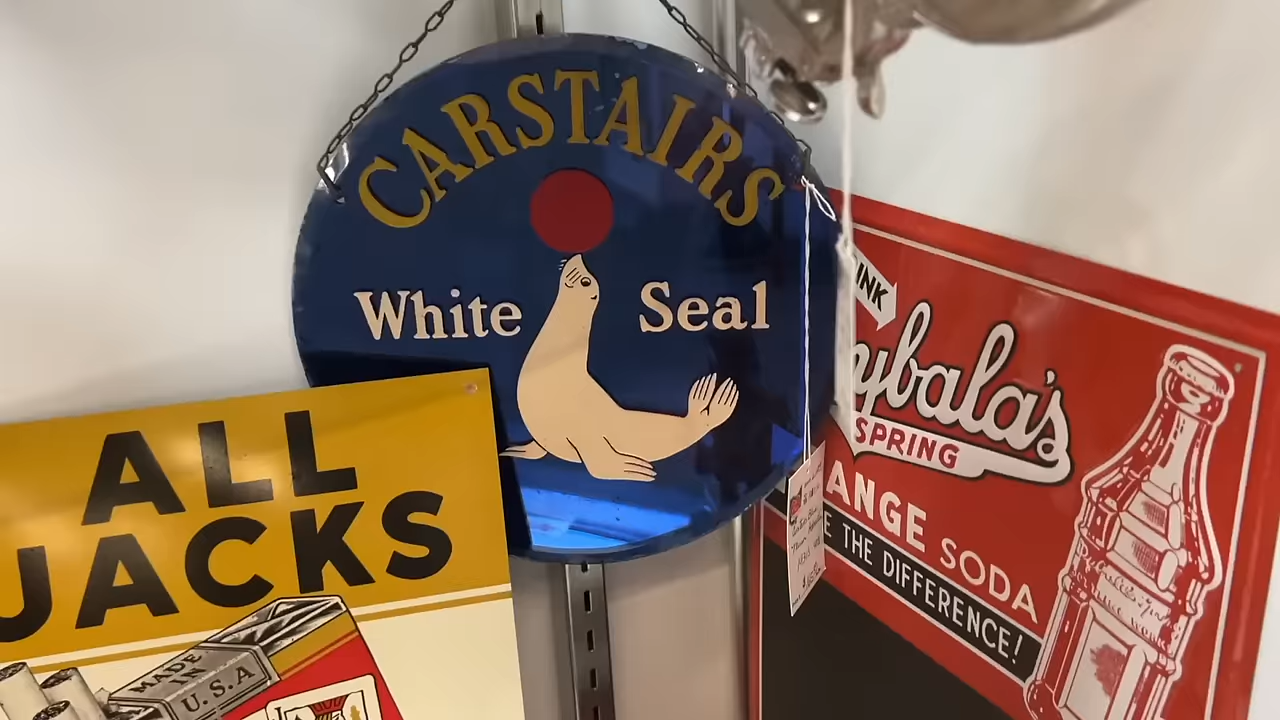 CARSTAIRS
White Seal
ALL
JACKS
MADE
IN
U.S.A
J
INK
ybala's
SPRING
ANGE SODA
E THE DIFFERENCE!